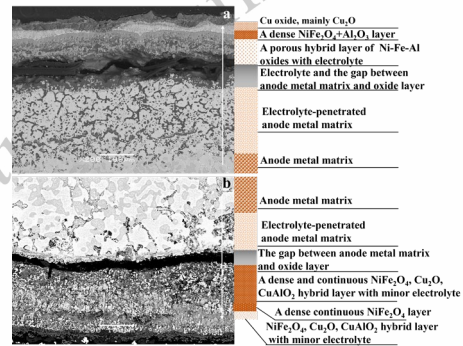 a
Cu oxide, mainly Cu₂O
A dense NiFe₂O₄+Al₂O₃ layer
A porous hybrid layer of Ni-Fe-Al
oxides with electrolyte
Electrolyte and the gap between
anode metal matrix and oxide layer
Electrolyte-penetrated
anode metal matrix
Anode metal matrix
b
Anode metal matrix
Electrolyte-penetrated
anode metal matrix
The gap between anode metal matrix
and oxide layer
A dense and continuous NiFe₂O₄, Cu₂O,
CuAlO₂ hybrid layer with minor electrolyte
A dense continuous NiFe₂O₄ layer
NiFe₂O₄, Cu₂O, CuAlO₂ hybrid layer
with minor electrolyte